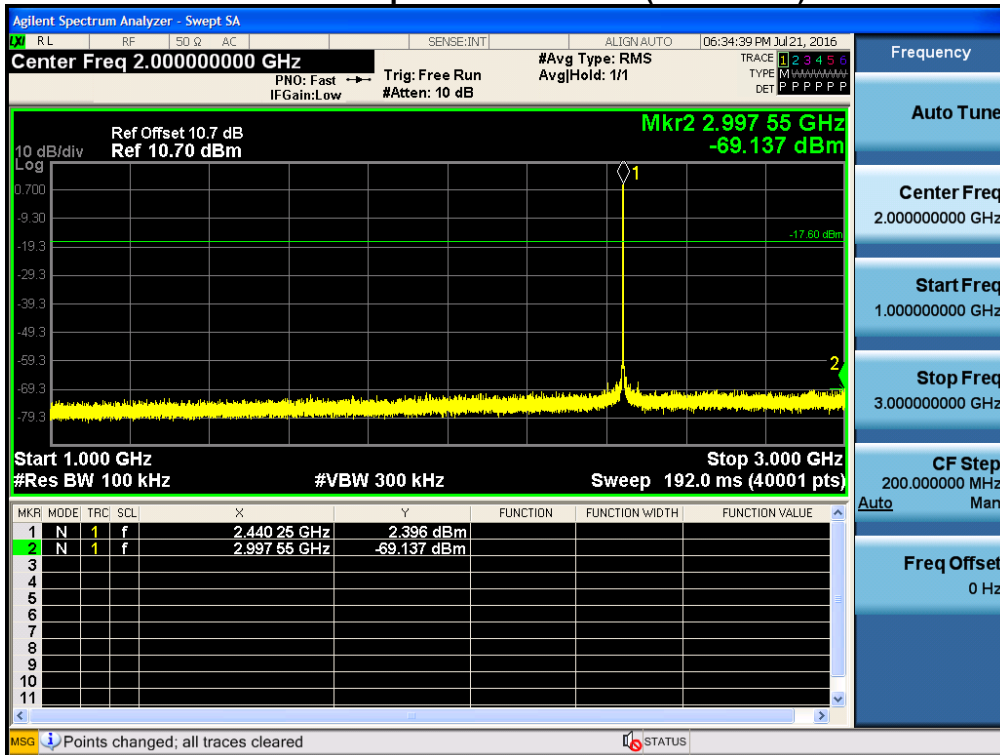 Agilent Spectrum Analyzer - Swept SA
LXI RL RF 50 Ω AC SENSE:INT ALIGN AUTO 06:34:39 PM Jul 21, 2016
Center Freq 2.000000000 GHz
PNO: Fast
IFGain:Low
Trig: Free Run
#Atten: 10 dB
#Avg Type: RMS
Avg|Hold: 1/1
TRACE 1 2 3 4 5 6
TYPE M
DET P P P P P P
Frequency
Mkr2 2.997 55 GHz
-69.137 dBm
Ref Offset 10.7 dB
Ref 10.70 dBm
10 dB/div
Log
1
0.700
-9.30
-17.60 dBm
-19.3
-29.3
-39.3
-49.3
-59.3
2
-69.3
-79.3
Start 1.000 GHz
Stop 3.000 GHz
#Res BW 100 kHz
#VBW 300 kHz
Sweep 192.0 ms (40001 pts)
MKR MODE TRC SCL X Y FUNCTION FUNCTION WIDTH FUNCTION VALUE
1 N 1 f 2.440 25 GHz 2.396 dBm
2 N 1 f 2.997 55 GHz -69.137 dBm
3
4
5
6
7
8
9
10
11
Auto Tune
Center Freq
2.000000000 GHz
Start Freq
1.000000000 GHz
Stop Freq
3.000000000 GHz
CF Step
200.000000 MHz
Auto Man
Freq Offset
0 Hz
MSG Points changed; all traces cleared STATUS